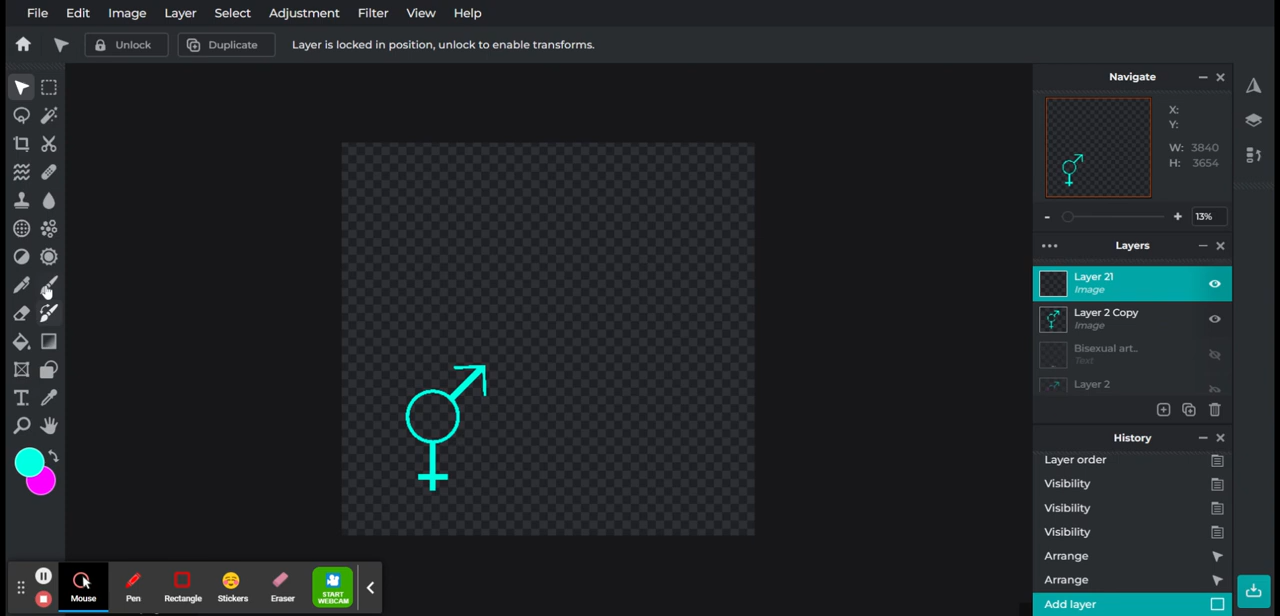 File Edit Image Layer Select Adjustment Filter View Help
Unlock Duplicate Layer is locked in position, unlock to enable transforms.
Navigate
X:
Y:
W: 3840
H: 3654
- + 13%
Layers
Layer 21
Image
Layer 2 Copy
Image
Bisexual art..
Text
Layer 2
History
Layer order
Visibility
Visibility
Visibility
Arrange
Arrange
Add layer
Mouse Pen Rectangle Stickers Eraser START WEBCAM